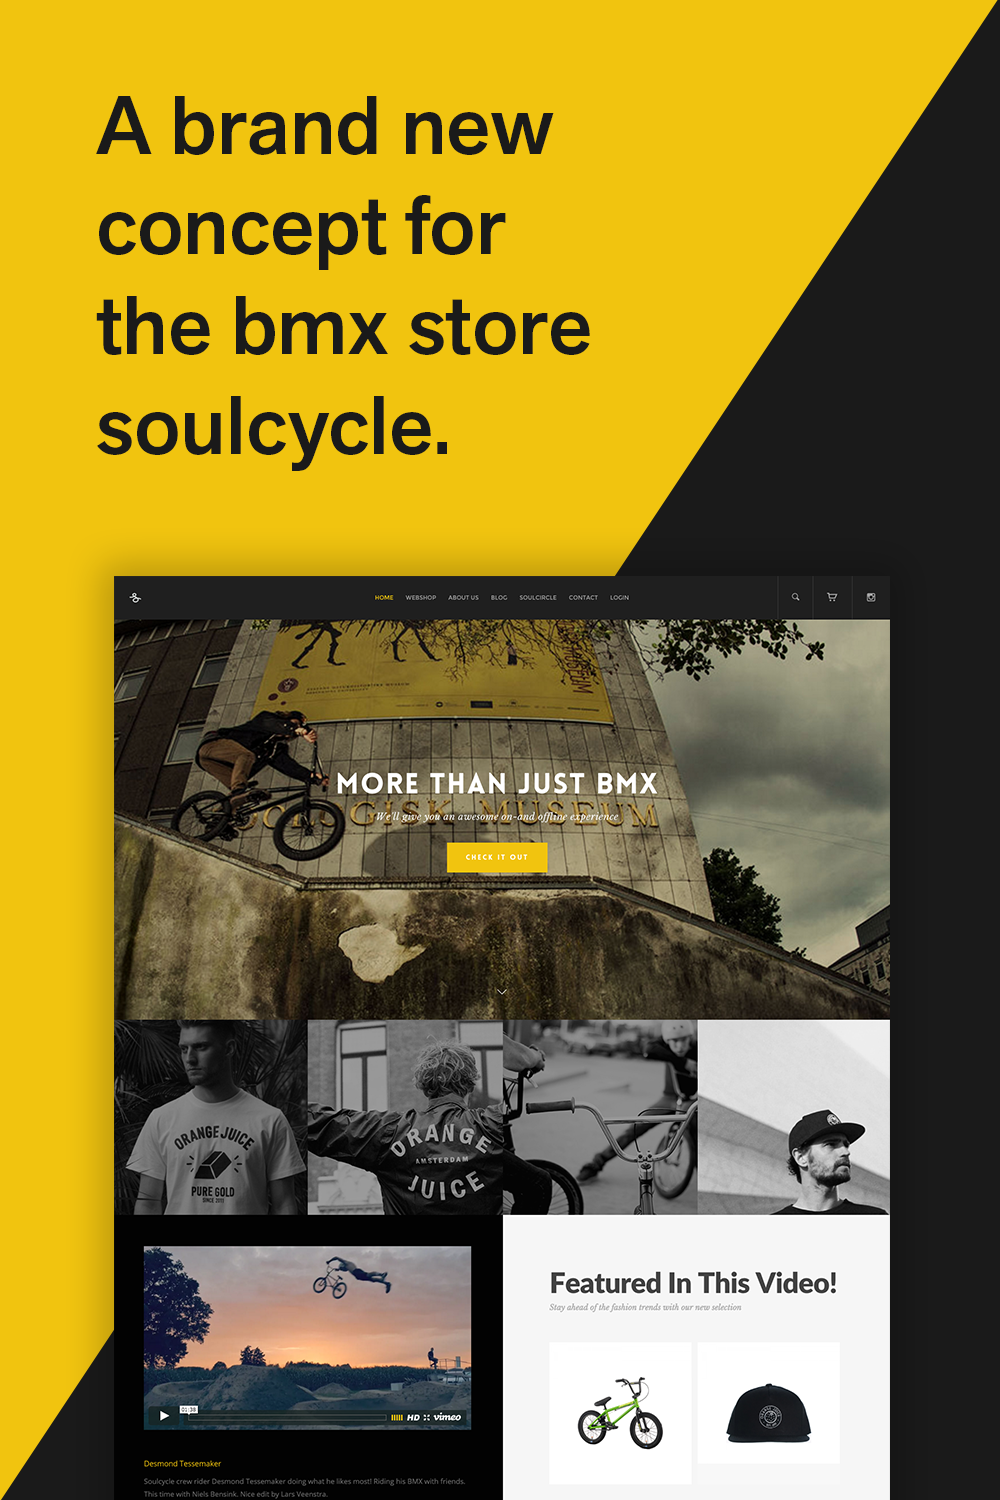 A brand new
concept for
the bmx store
soulcycle.
HOME WEBSHOP ABOUT US BLOG SOULCIRCLE CONTACT LOGIN
MORE THAN JUST BMX
GISK MUSEUM
We'll give you an awesome on-and offline experience
CHECK IT OUT
ORANGE JUICE
PURE GOLD
SINCE 2011
ORANGE
AMSTERDAM
JUICE
01:38
HD vimeo
Desmond Tessemaker
Soulcycle crew rider Desmond Tessemaker doing what he likes most! Riding his BMX with friends.
This time with Niels Bensink. Nice edit by Lars Veenstra.
Featured In This Video!
Stay ahead of the fashion trends with our new selection